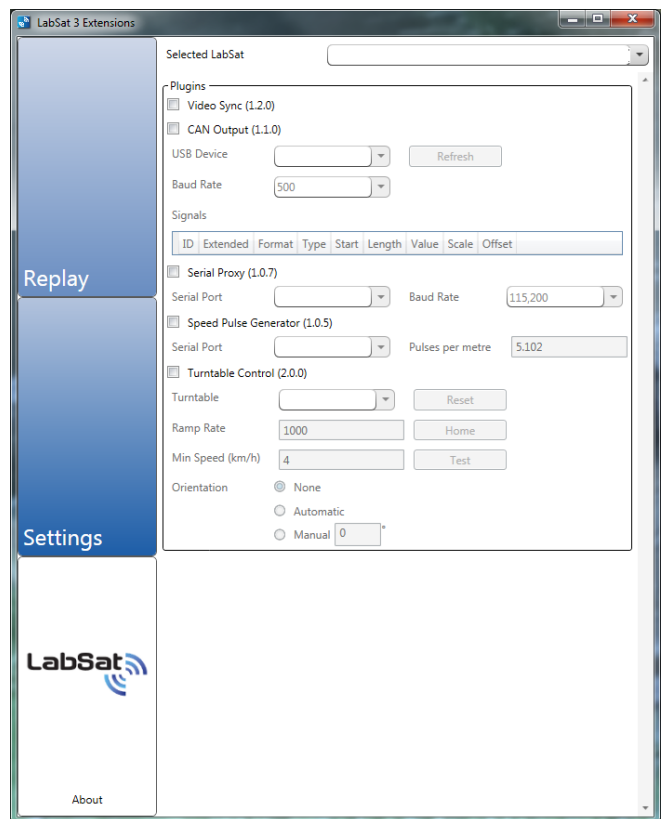 LabSat 3 Extensions
Selected LabSat
Plugins
Video Sync (1.2.0)
CAN Output (1.1.0)
USB Device Refresh
Baud Rate 500
Signals
ID Extended Format Type Start Length Value Scale Offset
Replay
Serial Proxy (1.0.7)
Serial Port Baud Rate 115,200
Speed Pulse Generator (1.0.5)
Serial Port Pulses per metre 5.102
Turntable Control (2.0.0)
Turntable Reset
Ramp Rate 1000 Home
Min Speed (km/h) 4 Test
Orientation None
Automatic
Manual 0 °
Settings
LabSat
About